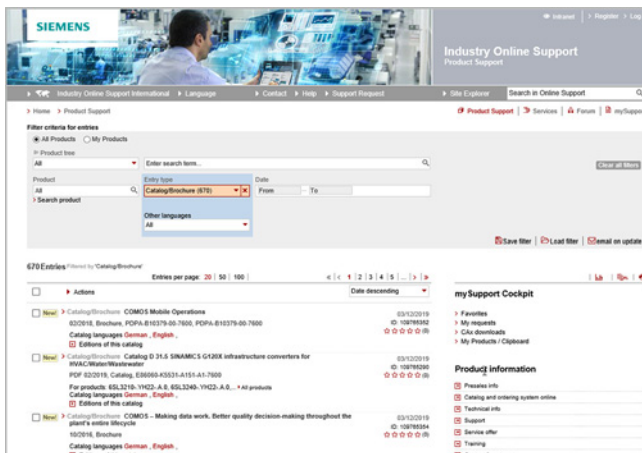 SIEMENS
Intranet > Register > Log
Industry Online Support
Product Support
Industry Online Support International > Language > Contact > Help > Support Request > Site Explorer Search in Online Support
> Home > Product Support
Product Support Services Forum mySuppo
Filter criteria for entries
All Products My Products
Product tree
All Enter search term...
Clear all filters
Product Entry type Date
All Catalog/Brochure (670) From - To
> Search product
Other languages
All
Save filter Load filter email on update
670 Entries Filtered by 'Catalog/Brochure'
Entries per page: 20 | 50 | 100 | « |< 1 | 2 | 3 | 4 | 5 | ... | > | »
Actions Date descending
mySupport Cockpit
> Favorites
> My requests
> CAx downloads
> My Products / Clipboard
New! > Catalog/Brochure COMOS Mobile Operations 03/12/2019
02/2018, Brochure, PDPA-B10379-00-7600, PDPA-B10379-00-7600 ID: 109765352
Catalog languages German , English , (0)
Editions of this catalog
New! > Catalog/Brochure Catalog D 31.5 SINAMICS G120X infrastructure converters for HVAC/Water/Wastewater 03/12/2019
PDF 02/2019, Catalog, E86060-K5531-A151-A1-7600 ID: 109765290
(0)
For products: 6SL3210-.YH22-.A.0, 6SL3240-.YH22-.A.0,... All products
Catalog languages German , English ,
Editions of this catalog
New! > Catalog/Brochure COMOS – Making data work. Better quality decision-making throughout the plant's entire lifecycle 03/12/2019
10/2016, Brochure ID: 109765354
(0)
Catalog languages German , English ,
Product information
Presales info
Catalog and ordering system online
Technical info
Support
Service offer
Training